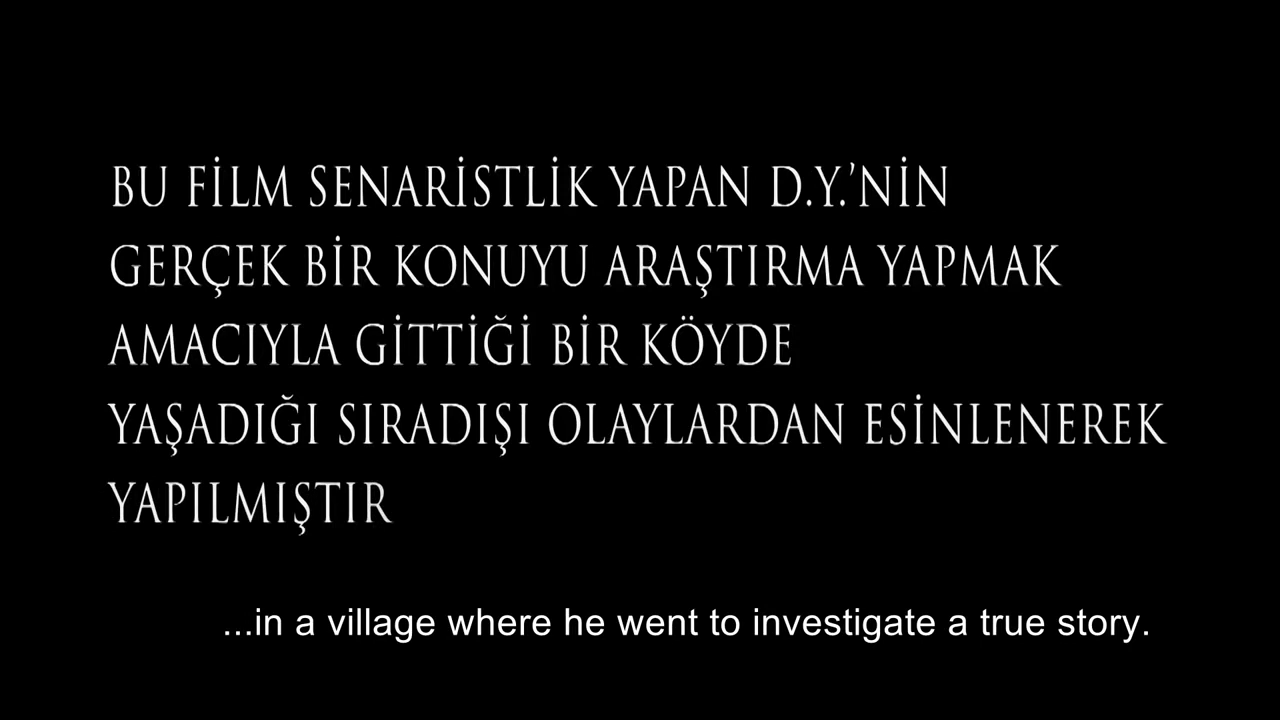 BU FİLM SENARİSTLİK YAPAN D.Y.'NİN
GERÇEK BİR KONUYU ARAŞTIRMA YAPMAK
AMACIYLA GİTTİĞİ BİR KÖYDE
YAŞADIĞI SIRADIŞI OLAYLARDAN ESİNLENEREK
YAPILMIŞTIR
...in a village where he went to investigate a true story.